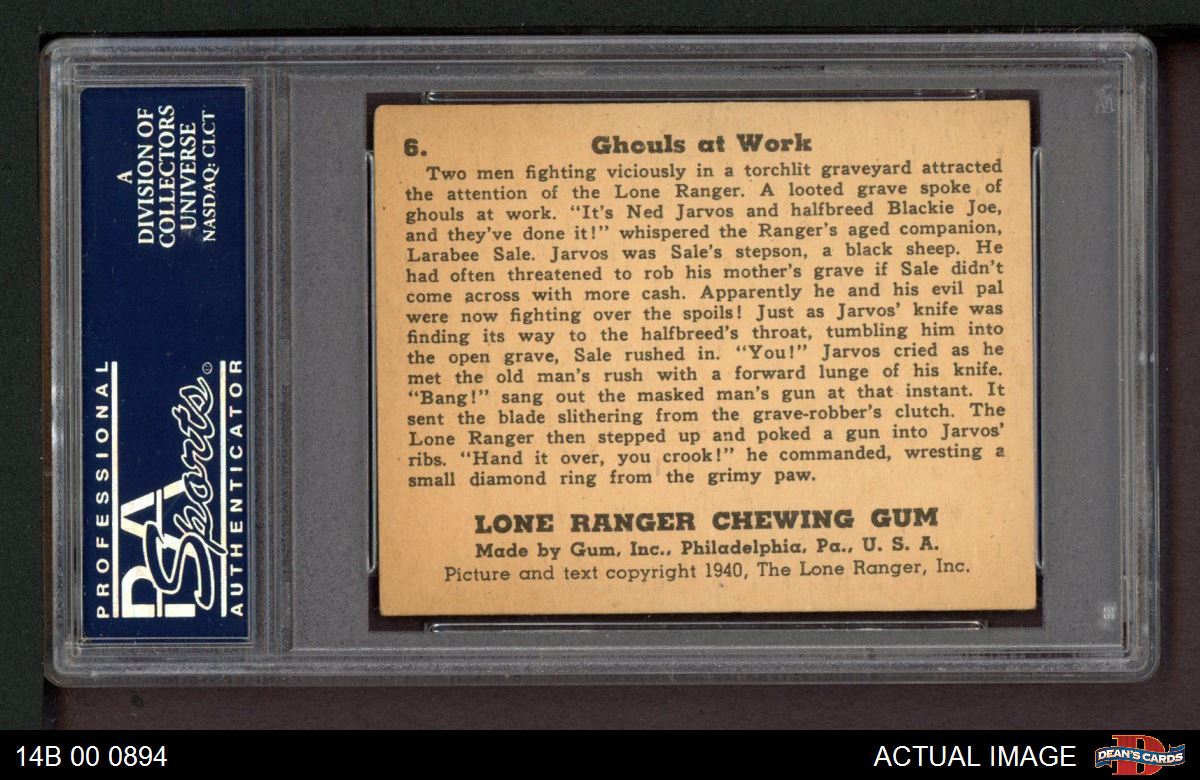 A
DIVISION OF
COLLECTORS
UNIVERSE
NASDAQ: CLCT
PROFESSIONAL
PSA
Sports
AUTHENTICATOR
6.
Ghouls at Work
Two men fighting viciously in a torchlit graveyard attracted
the attention of the Lone Ranger. A looted grave spoke of
ghouls at work. "It's Ned Jarvos and halfbreed Blackie Joe,
and they've done it!" whispered the Ranger's aged companion,
Larabee Sale. Jarvos was Sale's stepson, a black sheep. He
had often threatened to rob his mother's grave if Sale didn't
come across with more cash. Apparently he and his evil pal
were now fighting over the spoils! Just as Jarvos' knife was
finding its way to the halfbreed's throat, tumbling him into
the open grave, Sale rushed in. "You!" Jarvos cried as he
met the old man's rush with a forward lunge of his knife.
"Bang!" sang out the masked man's gun at that instant. It
sent the blade slithering from the grave-robber's clutch. The
Lone Ranger then stepped up and poked a gun into Jarvos'
ribs. "Hand it over, you crook!" he commanded, wresting a
small diamond ring from the grimy paw.
LONE RANGER CHEWING GUM
Made by Gum, Inc., Philadelphia, Pa., U. S. A.
Picture and text copyright 1940, The Lone Ranger, Inc.
14B 00 0894
ACTUAL IMAGE
DEAN'S CARDS